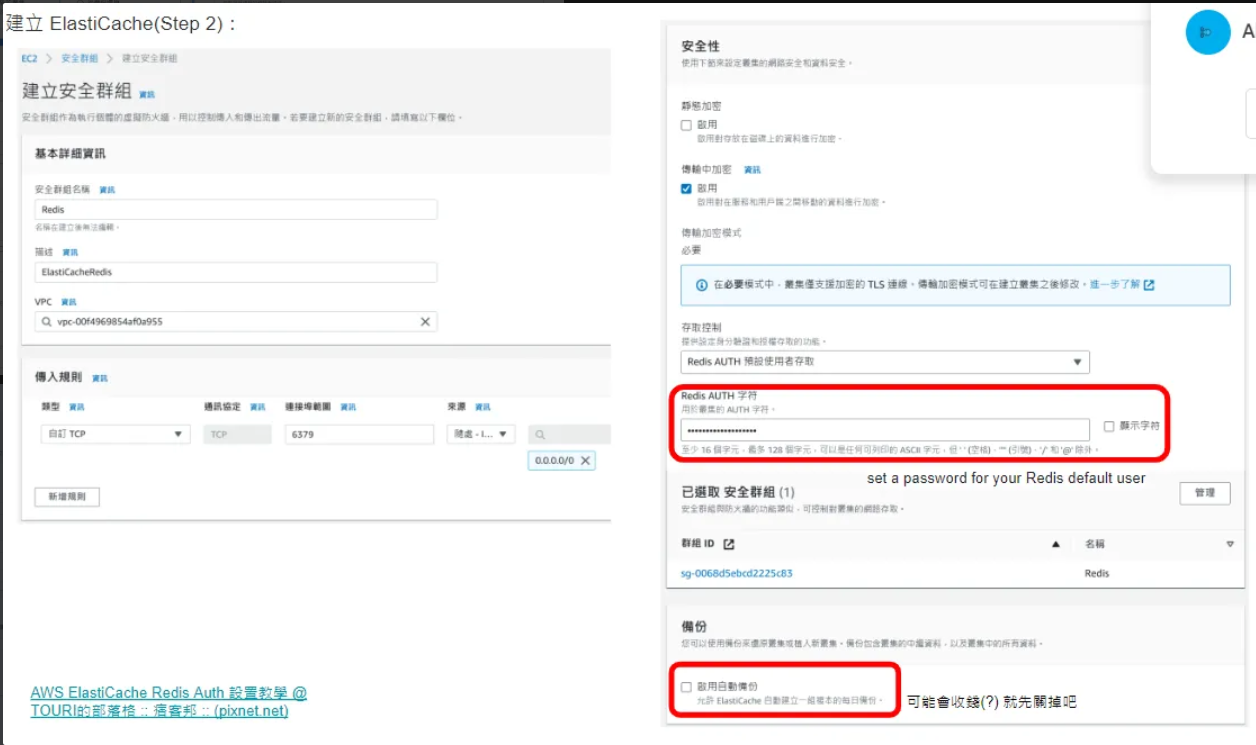 建立 ElastiCache(Step 2)：
EC2 > 安全群組 > 建立安全群組
建立安全群組 資訊
安全群組作為執行個體的虛擬防火牆，用以控制傳入和傳出流量。若要建立新的安全群組，請填寫以下欄位。
基本詳細資訊
安全群組名稱 資訊
Redis
名稱在建立後無法編輯。
描述 資訊
ElastiCacheRedis
VPC 資訊
vpc-00f4969854af0a955
傳入規則 資訊
類型 資訊 通訊協定 資訊 連接埠範圍 資訊 來源 資訊
自訂 TCP TCP 6379 隨處 - I...
0.0.0.0/0
新增規則
AWS ElastiCache Redis Auth 設置教學 @
TOURI的部落格 :: 痞客邦 :: (pixnet.net)
安全性
使用下節來設定叢集的網路安全和資料安全。
靜態加密
啟用
啟用對存放在磁碟上的資料進行加密。
傳輸中加密 資訊
啟用
啟用對在服務和用戶端之間移動的資料進行加密。
傳輸加密模式
必要
在必要模式中，叢集僅支援加密的 TLS 連線。傳輸加密模式可在建立叢集之後修改。進一步了解
存取控制
提供設定身分驗證和授權存取的功能。
Redis AUTH 預設使用者存取
Redis AUTH 字符
用於叢集的 AUTH 字符。
顯示字符
至少 16 個字元，最多 128 個字元，可以是任何可列印的 ASCII 字元，但 ' ' (空格)、'"' (引號)、'/' 和 '@' 除外。
set a password for your Redis default user
已選取 安全群組 (1)
管理
安全群組與防火牆的功能類似，可控制對叢集的網路存取。
群組 ID 名稱
sg-0068d5ebcd2225c83 Redis
備份
您可以使用備份來還原叢集或植入新叢集。備份包含叢集的中繼資料，以及叢集中的所有資料。
啟用自動備份
允許 ElastiCache 自動建立一組複本的每日備份。
可能會收錢(?) 就先關掉吧